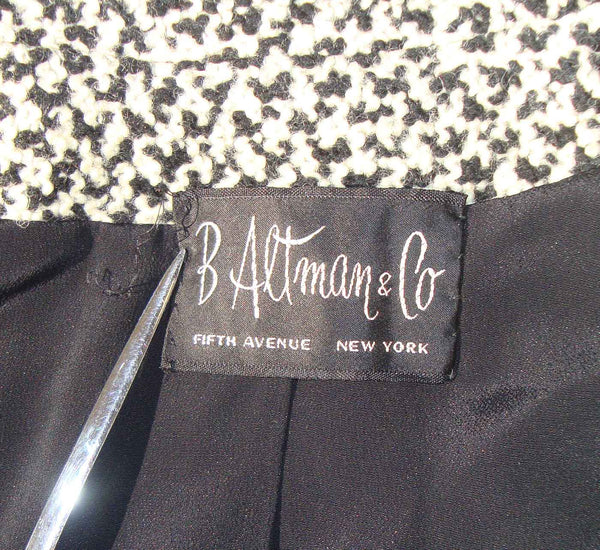 B Altman & Co
FIFTH AVENUE NEW YORK